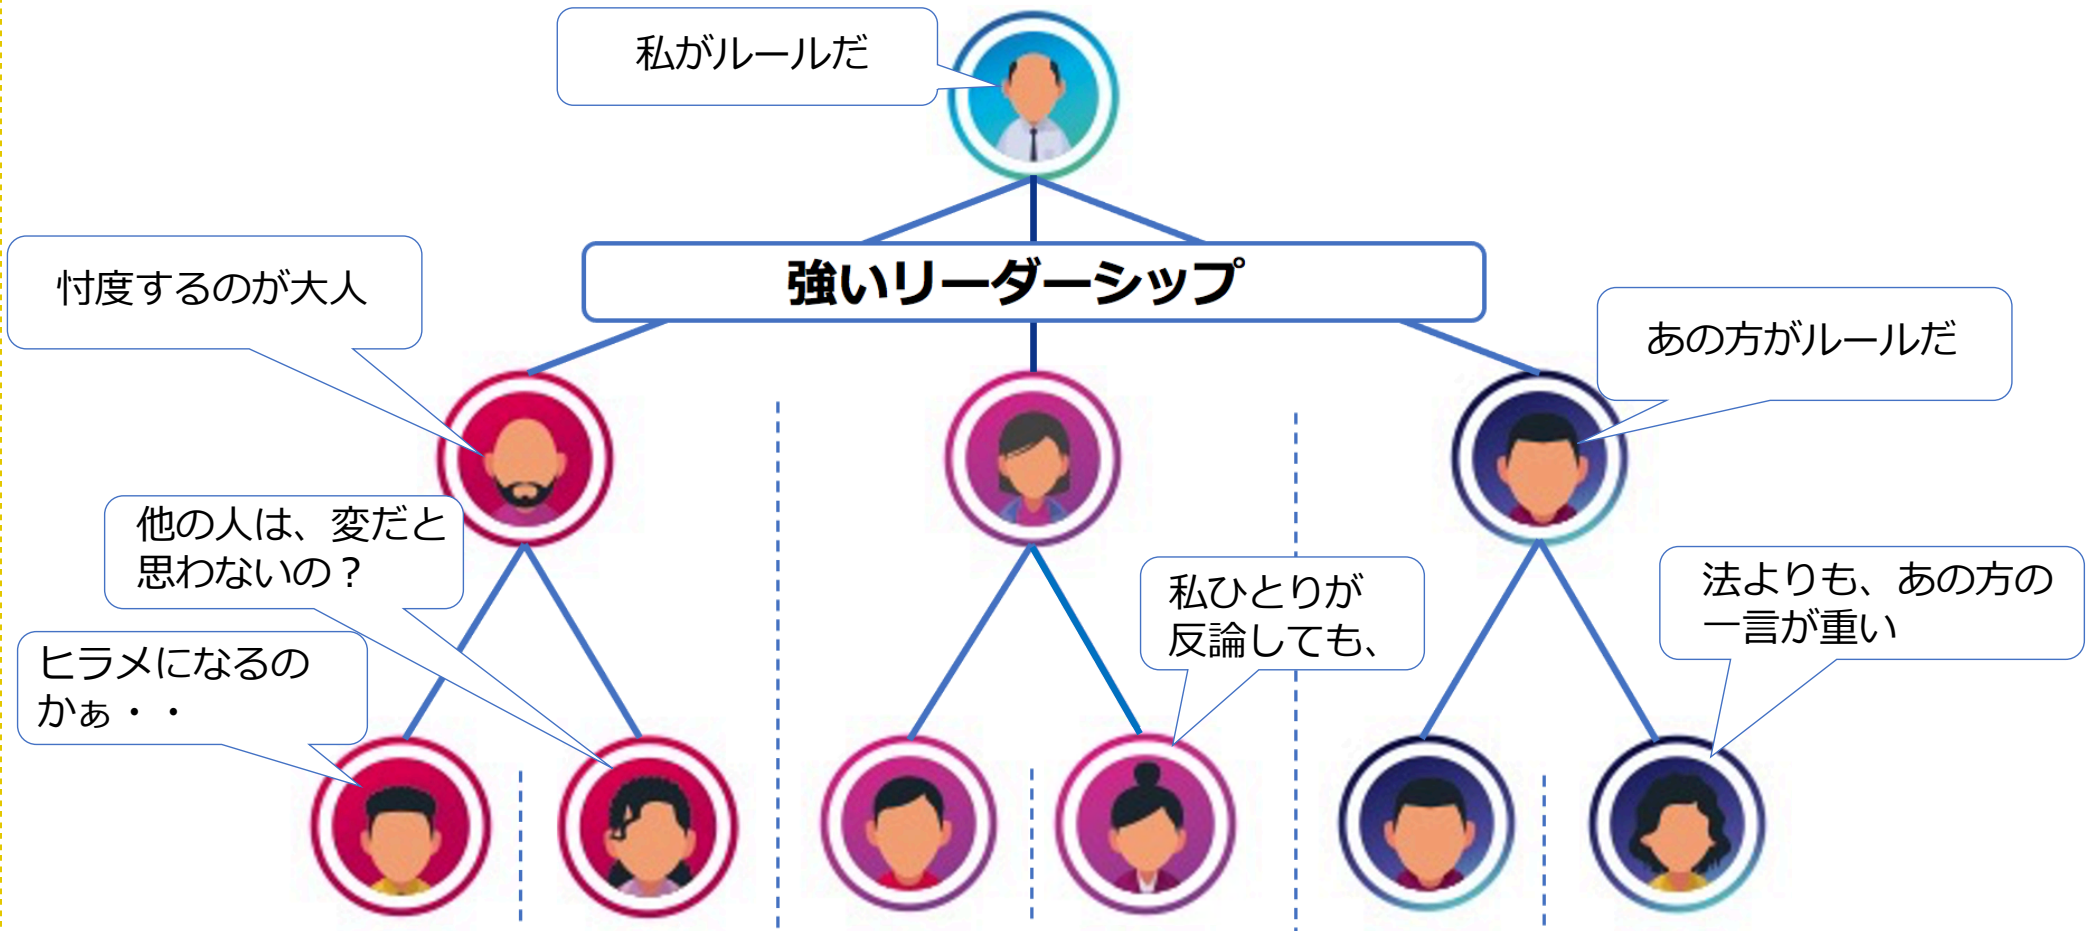 私がルールだ
強いリーダーシップ
忖度するのが大人
あの方がルールだ
他の人は、変だと
思わないの？
私ひとりが
反論しても、
法よりも、あの方の
一言が重い
ヒラメになるの
かぁ・・